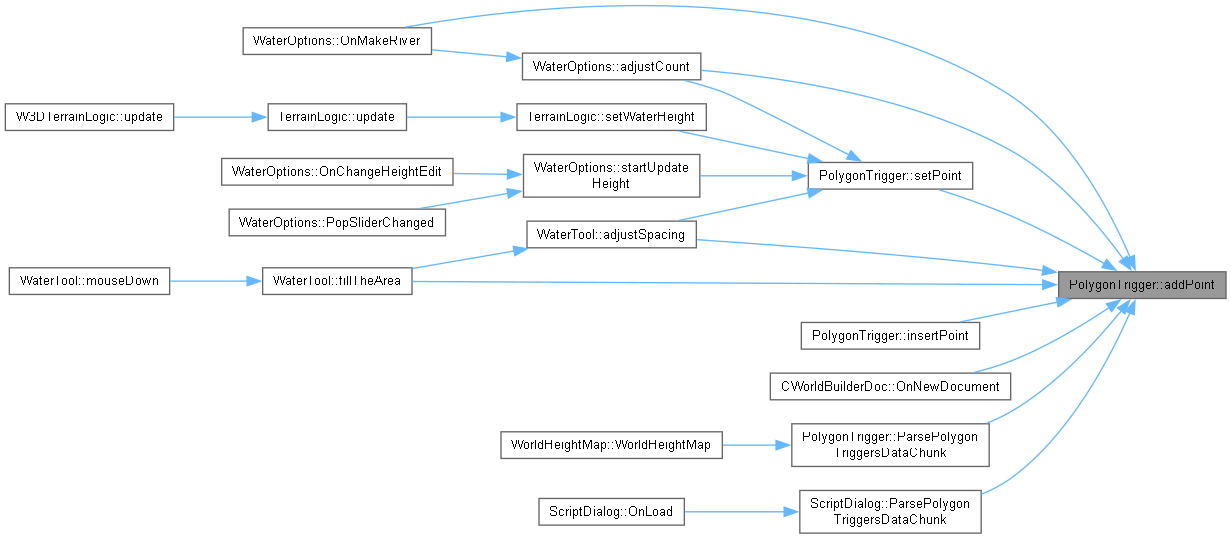 WaterOptions::OnMakeRiver
WaterOptions::adjustCount
W3DTerrainLogic::update
TerrainLogic::update
TerrainLogic::setWaterHeight
WaterOptions::OnChangeHeightEdit
WaterOptions::startUpdate
Height
PolygonTrigger::setPoint
WaterOptions::PopSliderChanged
WaterTool::adjustSpacing
WaterTool::mouseDown
WaterTool::fillTheArea
PolygonTrigger::addPoint
PolygonTrigger::insertPoint
CWorldBuilderDoc::OnNewDocument
WorldHeightMap::WorldHeightMap
PolygonTrigger::ParsePolygon
TriggersDataChunk
ScriptDialog::OnLoad
ScriptDialog::ParsePolygon
TriggersDataChunk